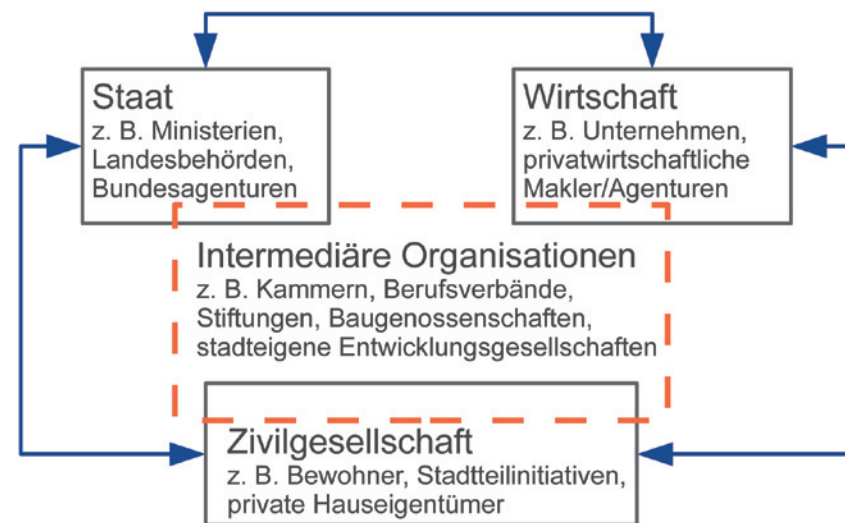 Staat
z. B. Ministerien,
Landesbehörden,
Bundesagenturen
Wirtschaft
z. B. Unternehmen,
privatwirtschaftliche
Makler/Agenturen
Intermediäre Organisationen
z. B. Kammern, Berufsverbände,
Stiftungen, Baugenossenschaften,
stadteigene Entwicklungsgesellschaften
Zivilgesellschaft
z. B. Bewohner, Stadtteilinitiativen,
private Hauseigentümer